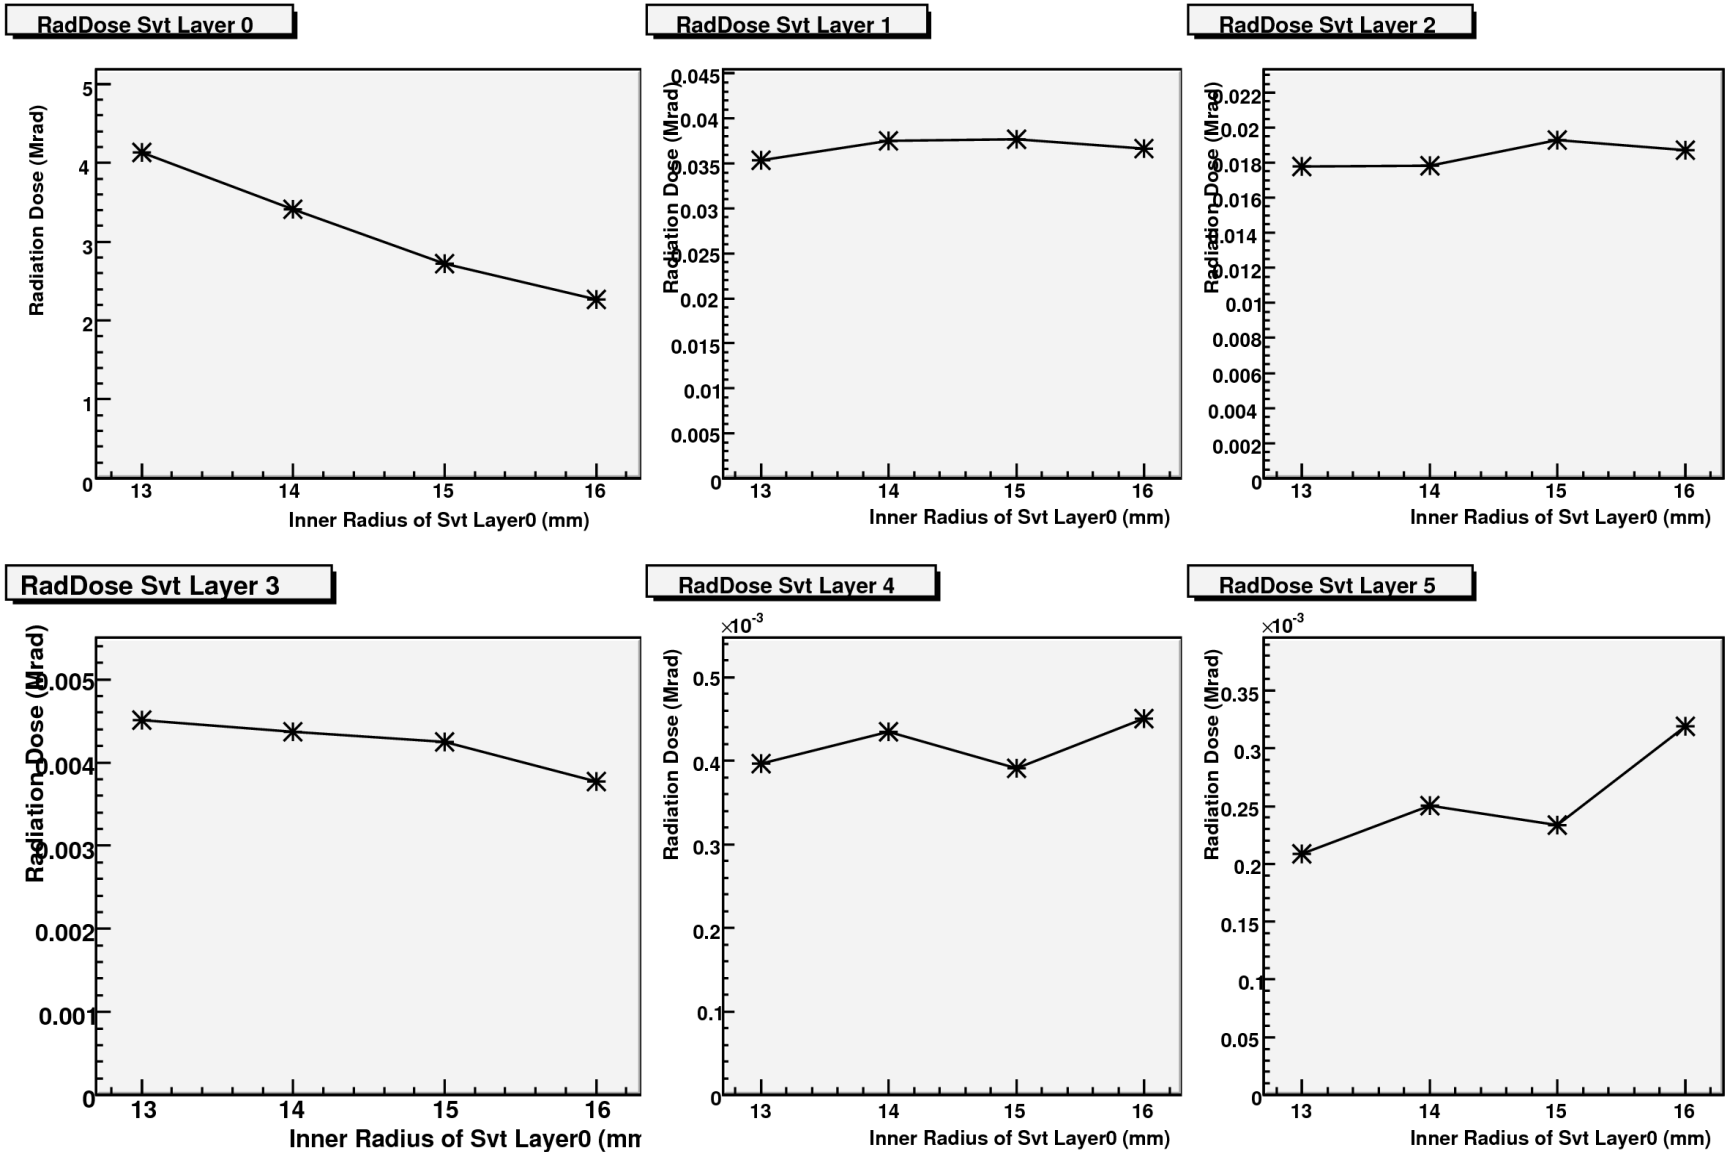 RadDose Svt Layer 0
Radiation Dose (Mrad)
5
4
3
2
1
0
13 14 15 16
Inner Radius of Svt Layer0 (mm)
RadDose Svt Layer 1
Radiation Dose (Mrad)
0.045
0.04
0.035
0.03
0.025
0.02
0.015
0.01
0.005
0
13 14 15 16
Inner Radius of Svt Layer0 (mm)
RadDose Svt Layer 2
Radiation Dose (Mrad)
0.022
0.02
0.018
0.016
0.014
0.012
0.01
0.008
0.006
0.004
0.002
0
13 14 15 16
Inner Radius of Svt Layer0 (mm)
RadDose Svt Layer 3
Radiation Dose (Mrad)
0.005
0.004
0.003
0.002
0.001
0
13 14 15 16
Inner Radius of Svt Layer0 (mm
RadDose Svt Layer 4
×10⁻³
Radiation Dose (Mrad)
0.5
0.4
0.3
0.2
0.1
0
13 14 15 16
Inner Radius of Svt Layer0 (mm)
RadDose Svt Layer 5
×10⁻³
Radiation Dose (Mrad)
0.35
0.3
0.25
0.2
0.15
0.1
0.05
0
13 14 15 16
Inner Radius of Svt Layer0 (mm)